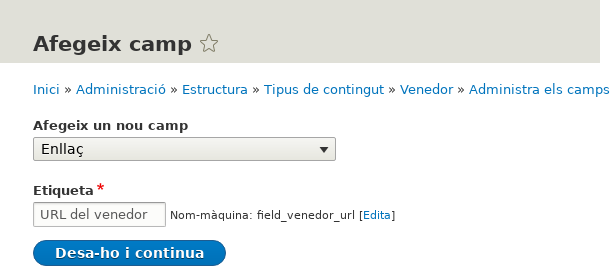 Afegeix camp
Inici » Administració » Estructura » Tipus de contingut » Venedor » Administra els camps
Afegeix un nou camp
Enllaç
Etiqueta*
URL del venedor Nom-màquina: field_venedor_url [Edita]
Desa-ho i continua